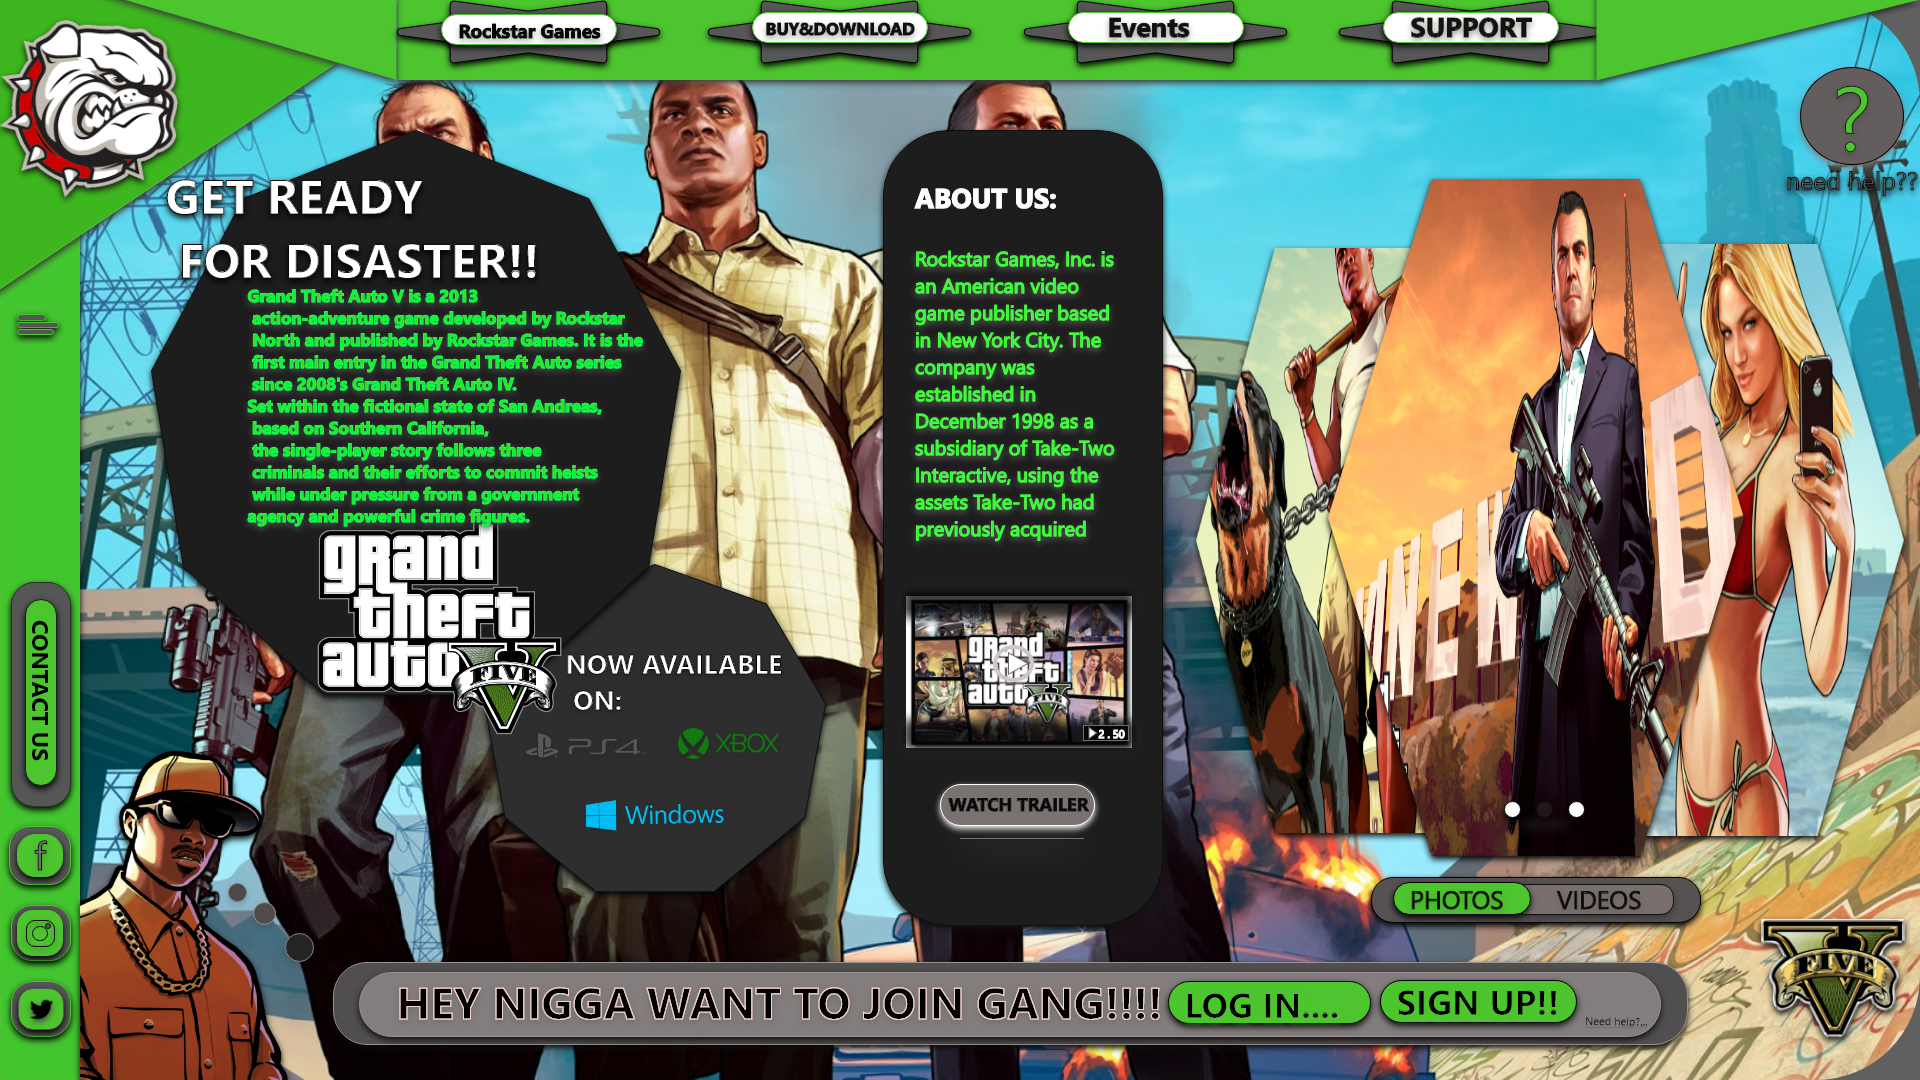 Rockstar Games
BUY&DOWNLOAD
Events
SUPPORT
?
need help??
GET READY
FOR DISASTER!!
Grand Theft Auto V is a 2013
action-adventure game developed by Rockstar
North and published by Rockstar Games. It is the
first main entry in the Grand Theft Auto series
since 2008's Grand Theft Auto IV.
Set within the fictional state of San Andreas,
based on Southern California,
the single-player story follows three
criminals and their efforts to commit heists
while under pressure from a government
agency and powerful crime figures.
grand
theft
auto
FIVE
NOW AVAILABLE
ON:
PS4
XBOX
Windows
ABOUT US:
Rockstar Games, Inc. is
an American video
game publisher based
in New York City. The
company was
established in
December 1998 as a
subsidiary of Take-Two
Interactive, using the
assets Take-Two had
previously acquired
grand
theft
auto
FIVE
2.50
WATCH TRAILER
CONTACT US
PHOTOS
VIDEOS
FIVE
HEY NIGGA WANT TO JOIN GANG!!!!
LOG IN....
SIGN UP!!
Need help?...